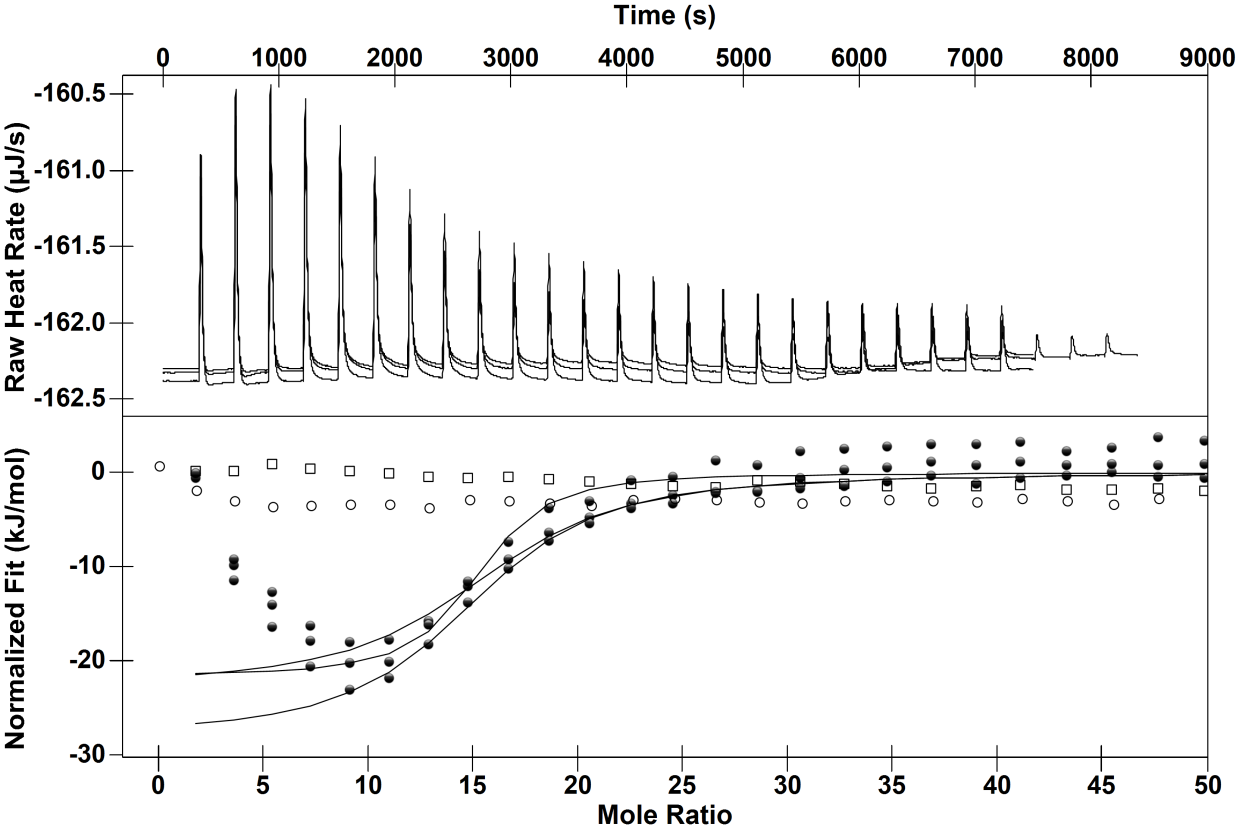 Time (s)
0 1000 2000 3000 4000 5000 6000 7000 8000 9000
Raw Heat Rate (µJ/s)
-160.5
-161.0
-161.5
-162.0
-162.5
Normalized Fit (kJ/mol)
0
-10
-20
-30
0 5 10 15 20 25 30 35 40 45 50
Mole Ratio